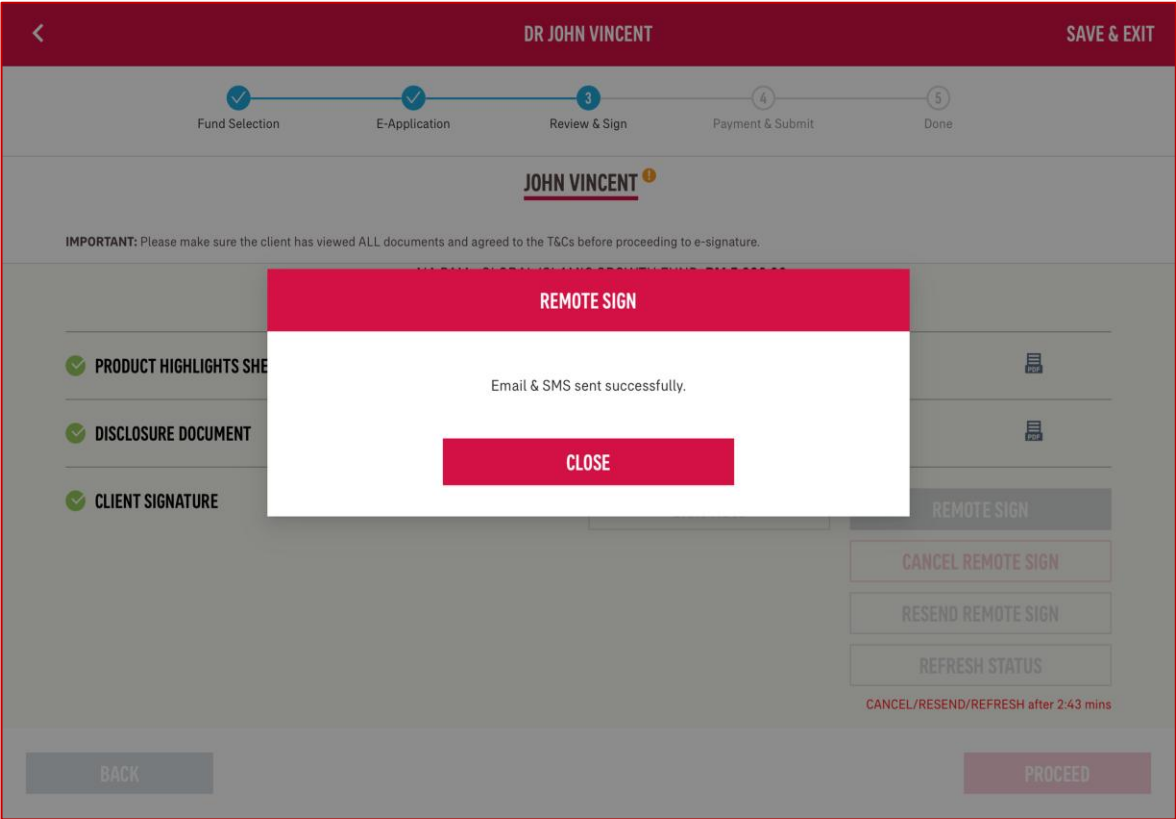 DR JOHN VINCENT
SAVE & EXIT
3
4
5
Fund Selection
E-Application
Review & Sign
Payment & Submit
Done
JOHN VINCENT
IMPORTANT: Please make sure the client has viewed ALL documents and agreed to the T&Cs before proceeding to e-signature.
REMOTE SIGN
PRODUCT HIGHLIGHTS SHE
PDF
Email & SMS sent successfully.
DISCLOSURE DOCUMENT
PDF
CLOSE
CLIENT SIGNATURE
REMOTE SIGN
CANCEL REMOTE SIGN
RESEND REMOTE SIGN
REFRESH STATUS
CANCEL/RESEND/REFRESH after 2:43 mins
BACK
PROCEED